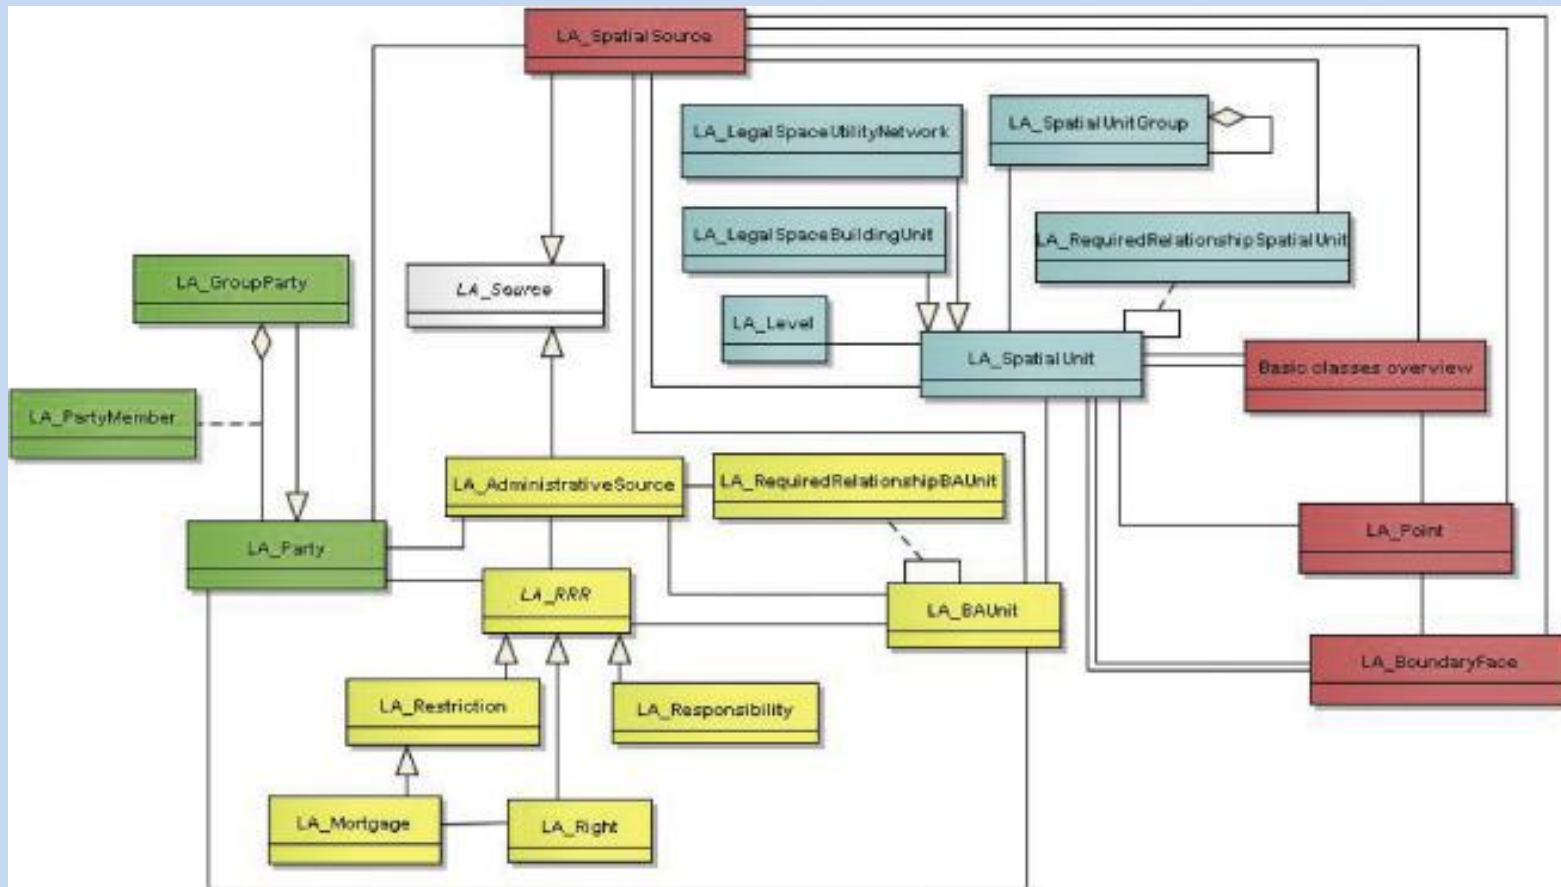 LA_SpatialSource
LA_LegalSpaceUtilityNetwork
LA_SpatialUnitGroup
LA_LegalSpaceBuildingUnit
LA_RequiredRelationshipSpatialUnit
LA_GroupParty
LA_Source
LA_Level
LA_SpatialUnit
Basic classes overview
LA_PartyMember
LA_AdministrativeSource
LA_RequiredRelationshipBAUnit
LA_Party
LA_Point
LA_RRR
LA_BAUnit
LA_BoundaryFace
LA_Restriction
LA_Responsibility
LA_Mortgage
LA_Right